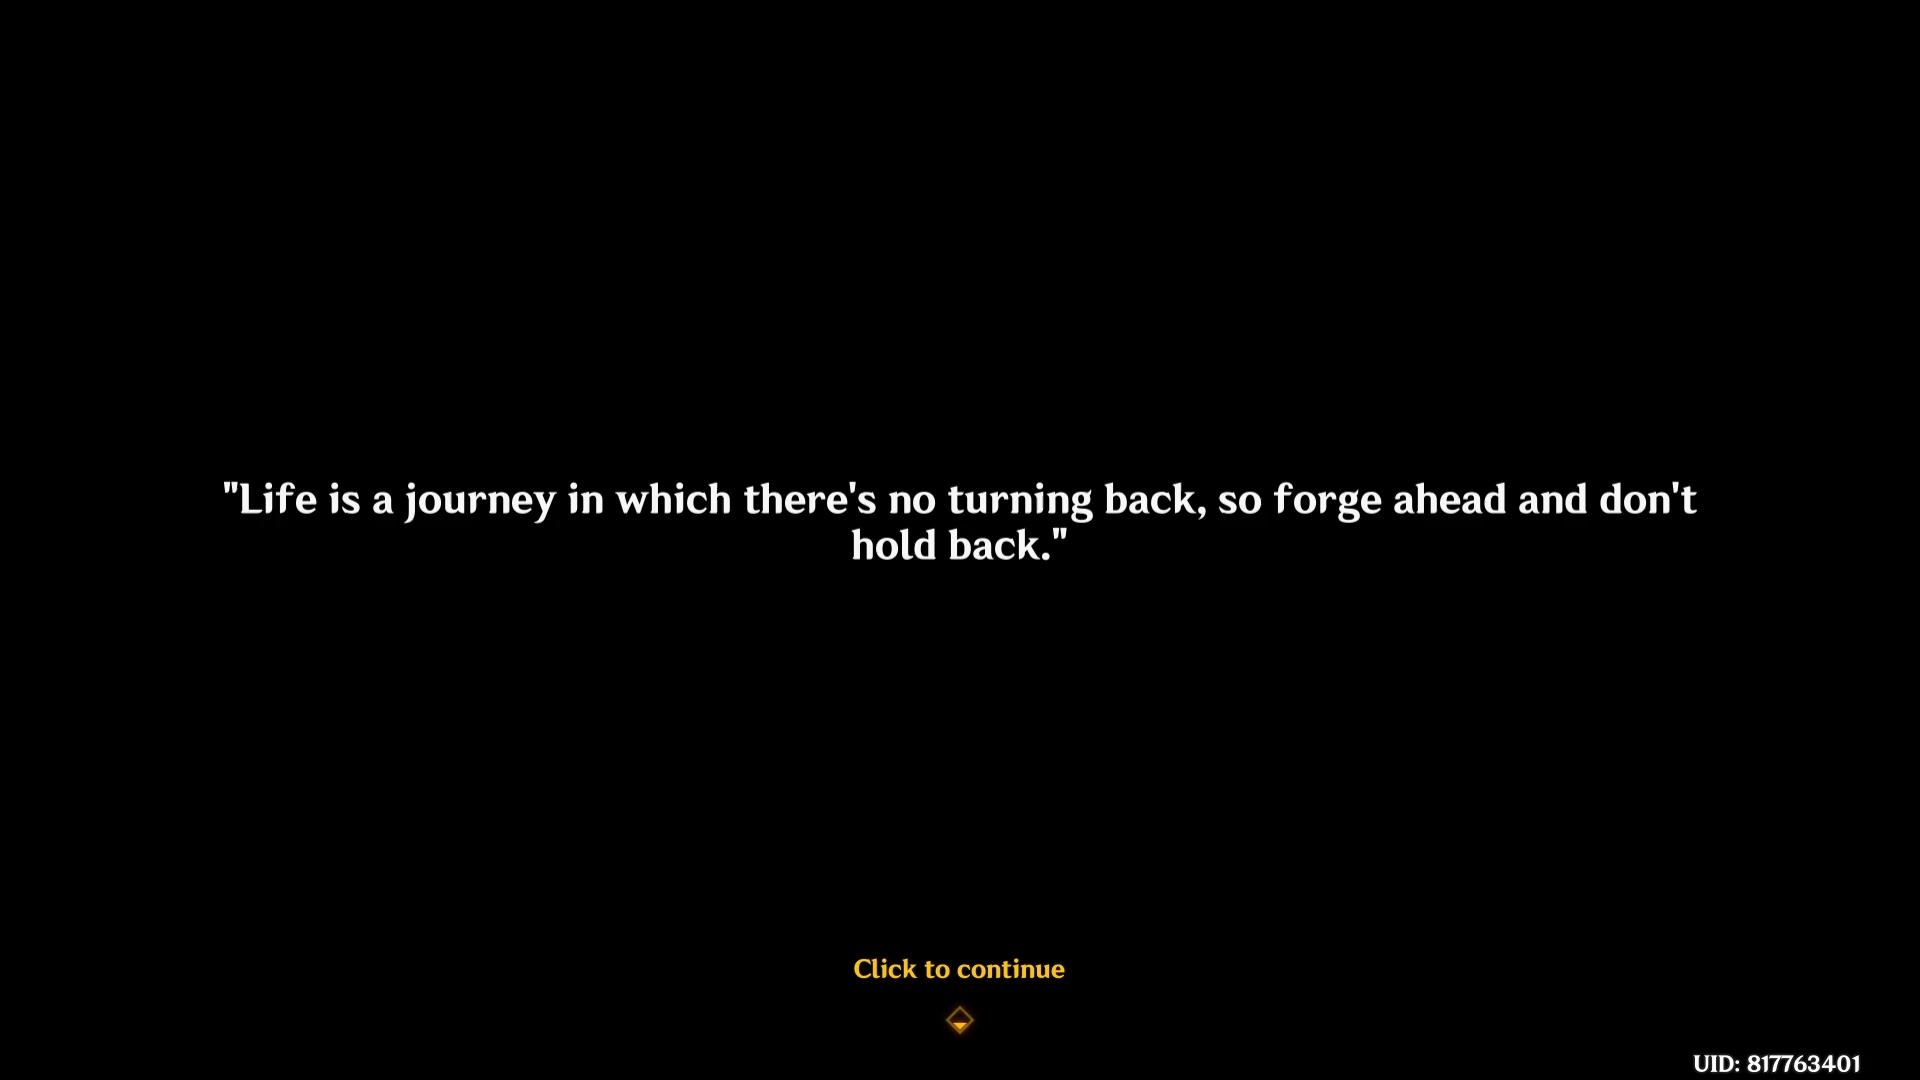 "Life is a journey in which there's no turning back, so forge ahead and don't
hold back."
Click to continue
UID: 817763401